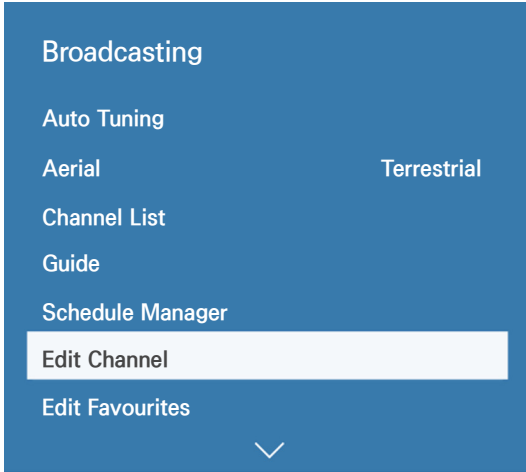 Broadcasting
Auto Tuning
Aerial Terrestrial
Channel List
Guide
Schedule Manager
Edit Channel
Edit Favourites